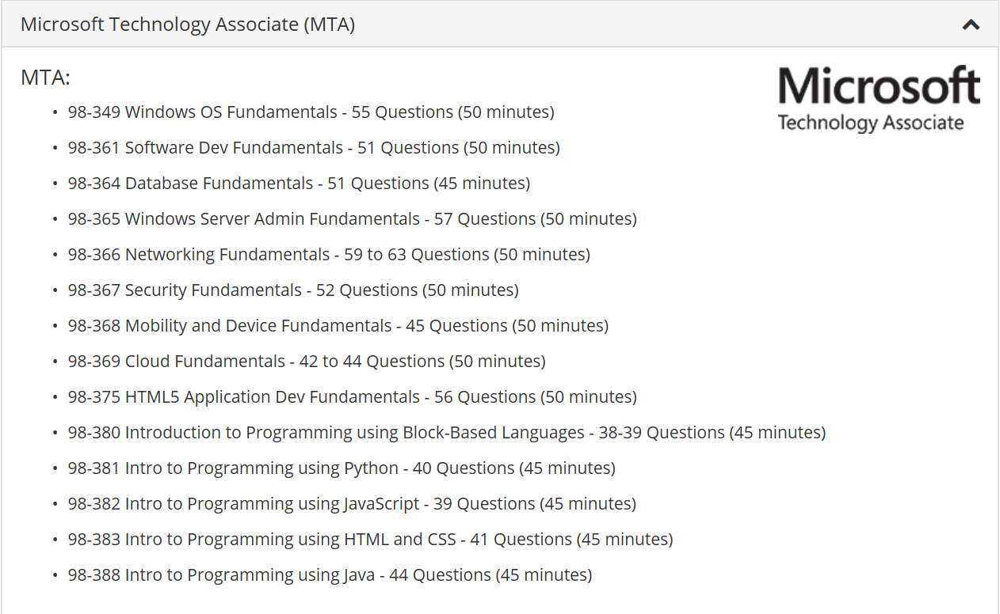 Microsoft Technology Associate (MTA)
MTA:
Microsoft
Technology Associate
• 98-349 Windows OS Fundamentals - 55 Questions (50 minutes)
• 98-361 Software Dev Fundamentals - 51 Questions (50 minutes)
• 98-364 Database Fundamentals - 51 Questions (45 minutes)
• 98-365 Windows Server Admin Fundamentals - 57 Questions (50 minutes)
• 98-366 Networking Fundamentals - 59 to 63 Questions (50 minutes)
• 98-367 Security Fundamentals - 52 Questions (50 minutes)
• 98-368 Mobility and Device Fundamentals - 45 Questions (50 minutes)
• 98-369 Cloud Fundamentals - 42 to 44 Questions (50 minutes)
• 98-375 HTML5 Application Dev Fundamentals - 56 Questions (50 minutes)
• 98-380 Introduction to Programming using Block-Based Languages - 38-39 Questions (45 minutes)
• 98-381 Intro to Programming using Python - 40 Questions (45 minutes)
• 98-382 Intro to Programming using JavaScript - 39 Questions (45 minutes)
• 98-383 Intro to Programming using HTML and CSS - 41 Questions (45 minutes)
• 98-388 Intro to Programming using Java - 44 Questions (45 minutes)